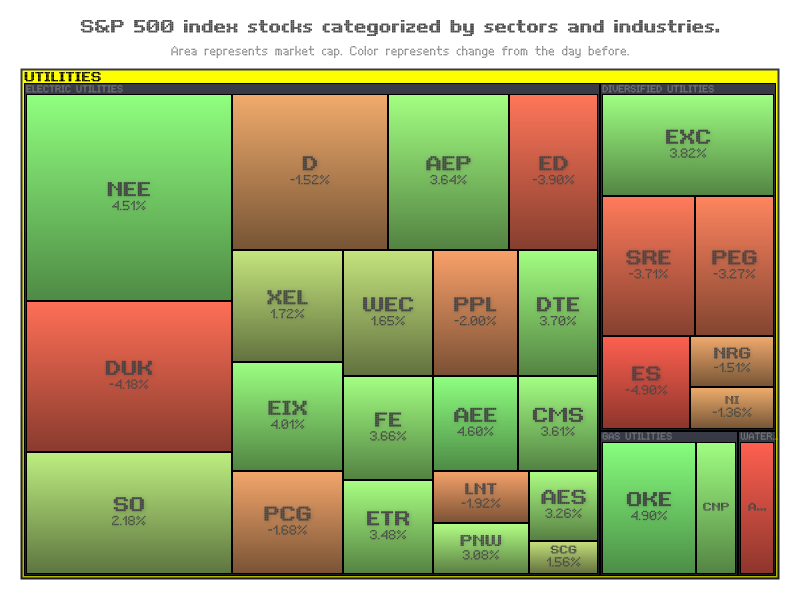 S&P 500 index stocks categorized by sectors and industries.
Area represents market cap. Color represents change from the day before.
UTILITIES
ELECTRIC UTILITIES
NEE
4.51%
DUK
-4.18%
SO
2.18%
D
-1.52%
AEP
3.64%
ED
-3.90%
XEL
1.72%
WEC
1.65%
PPL
-2.00%
DTE
3.70%
EIX
4.01%
FE
3.66%
AEE
4.60%
CMS
3.61%
PCG
-1.68%
ETR
3.48%
LNT
-1.92%
AES
3.26%
PNW
3.08%
SCG
1.56%
DIVERSIFIED UTILITIES
EXC
3.82%
SRE
-3.71%
PEG
-3.27%
ES
-4.90%
NRG
-1.51%
NI
-1.36%
GAS UTILITIES
OKE
4.90%
CNP
WATER
A...